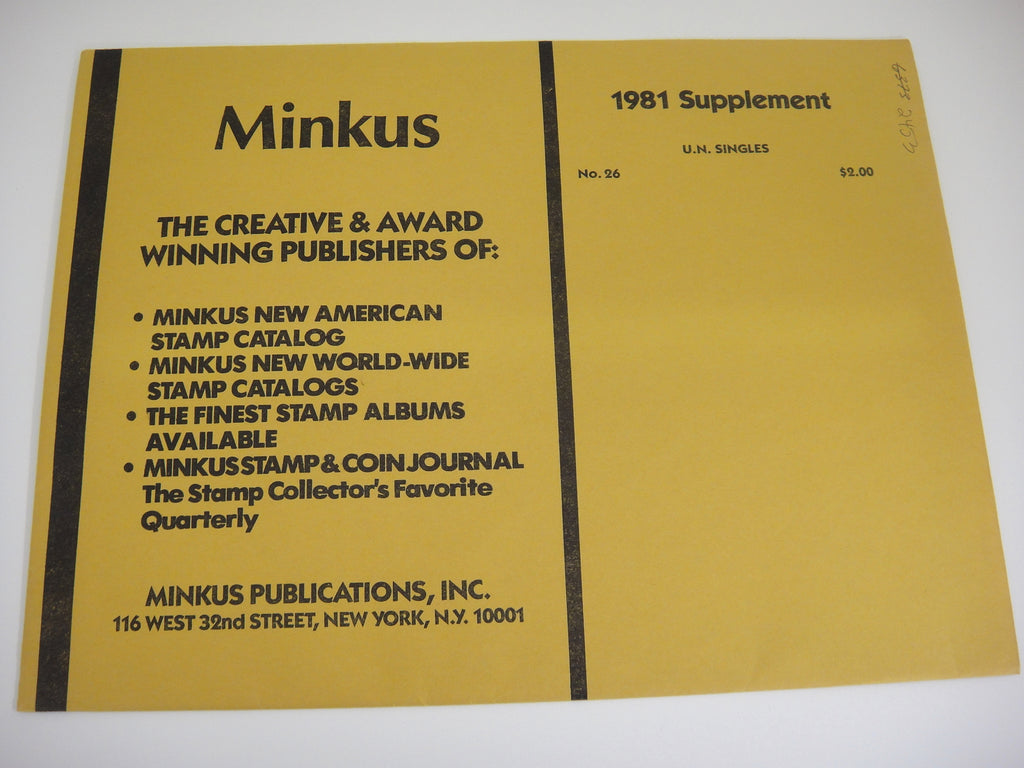 Minkus
THE CREATIVE & AWARD
WINNING PUBLISHERS OF:
• MINKUS NEW AMERICAN
STAMP CATALOG
• MINKUS NEW WORLD-WIDE
STAMP CATALOGS
• THE FINEST STAMP ALBUMS
AVAILABLE
• MINKUS STAMP & COIN JOURNAL
The Stamp Collector's Favorite
Quarterly
MINKUS PUBLICATIONS, INC.
116 WEST 32nd STREET, NEW YORK, N.Y. 10001
1981 Supplement
U.N. SINGLES
No. 26 $2.00